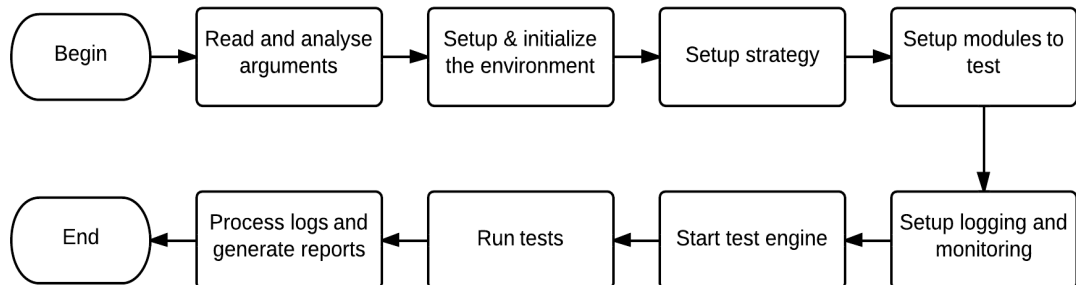 Begin
Read and analyse
arguments
Setup & initialize
the environment
Setup strategy
Setup modules to
test
Setup logging and
monitoring
Start test engine
Run tests
Process logs and
generate reports
End